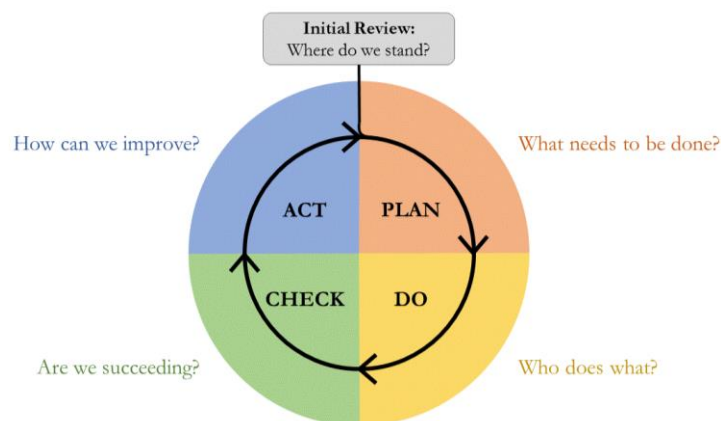 Initial Review:
Where do we stand?
How can we improve?
What needs to be done?
ACT
PLAN
CHECK
DO
Are we succeeding?
Who does what?